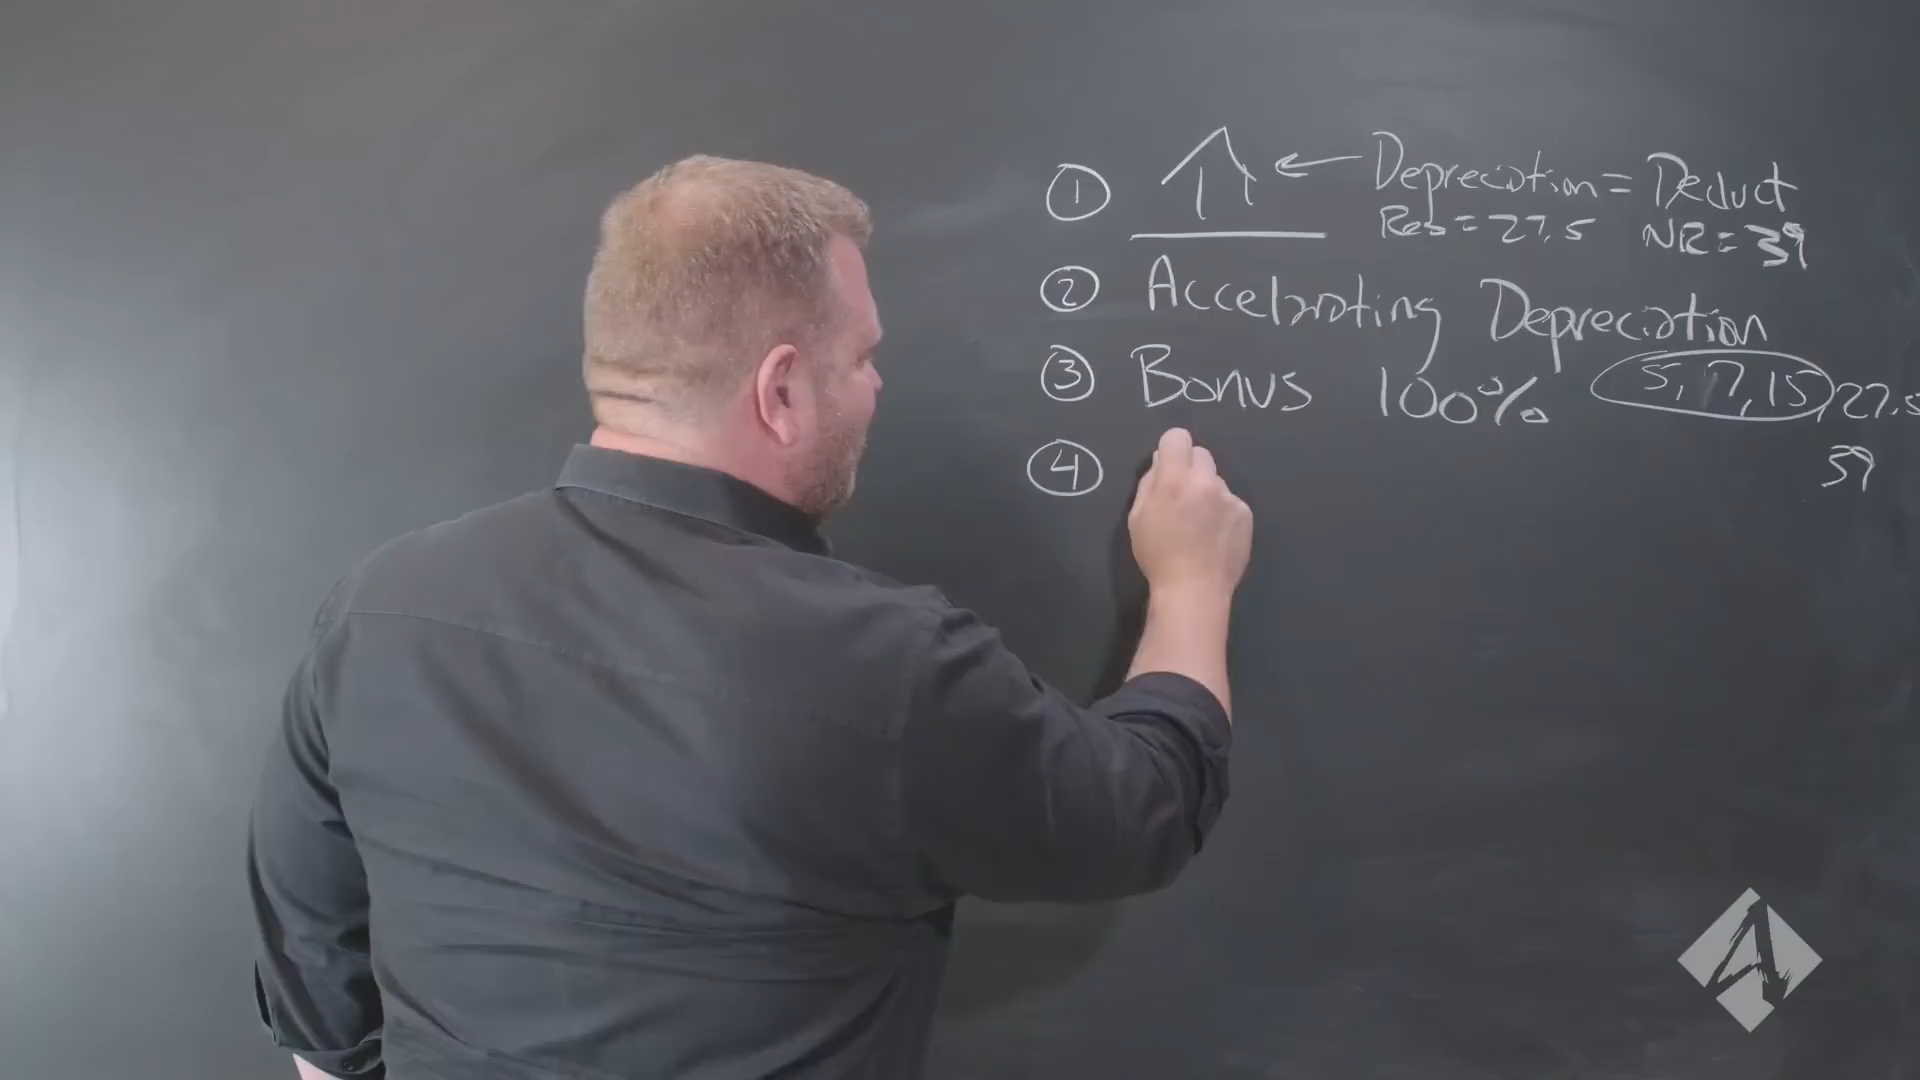 ① ← Depreciation = Deduct
Res = 27.5 NR = 39
② Accelerating Depreciation
③ Bonus 100% 5, 7, 15, 27.5
39
④
A